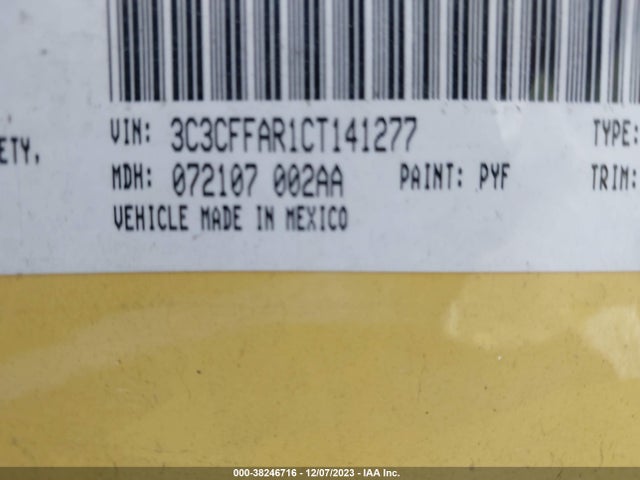 VIN: 3C3CFFAR1CT141277 TYPE:
ETY,
MDH: 072107 002AA PAINT: PYF TRIM:
VEHICLE MADE IN MEXICO
000-38246716 - 12/07/2023 - IAA Inc.